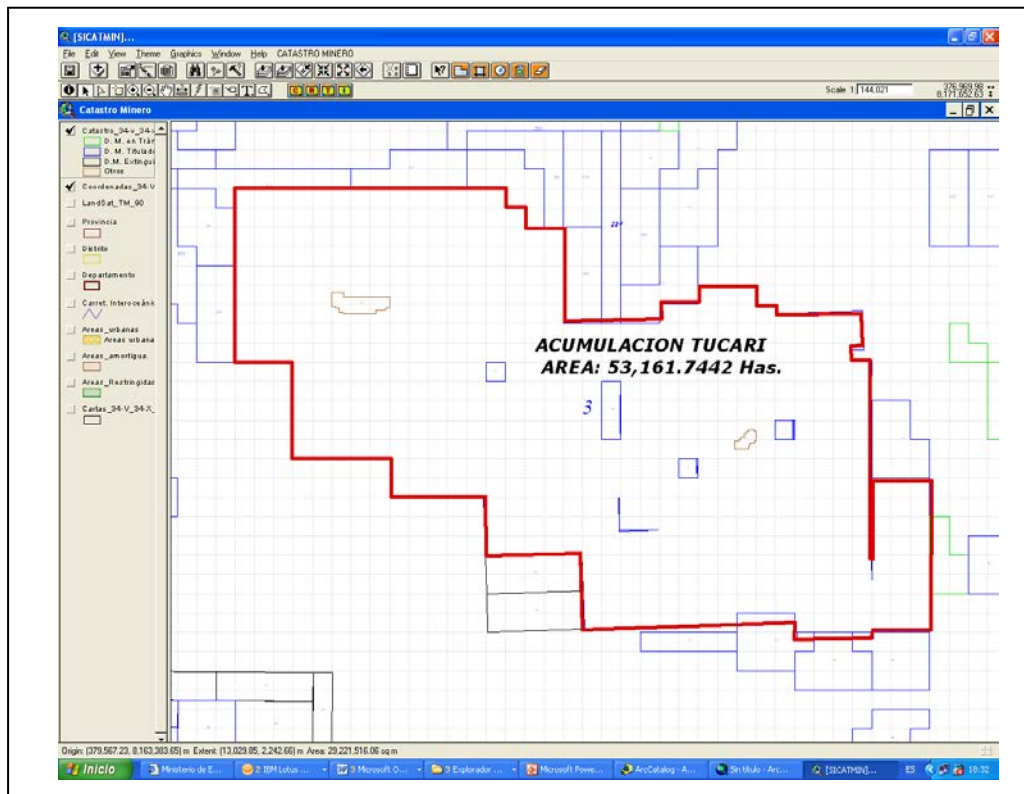 [SICATMIN]...
File Edit View Theme Graphics Window Help CATASTRO MINERO
Scale 1: 144,021
376,969.98
8,171,652.63
Catastro Minero
Catastro_34-v_34-x
D. M. en Trám
D. M. Titulado
D.M. Extingui
Otros
Coordenadas_34-V
LandSat_TM_90
Provincia
Distrito
Departamento
Carret. Interoceánic
Areas_urbanas
Areas urbana
Areas_amortigua.
Areas_Restringidas
Cartas_34-V_34-X_
ACUMULACION TUCARI
AREA: 53,161.7442 Has.
3
Origin: (379,567.23, 8,163,383.65) m Extent: (13,029.85, 2,242.66) m Area: 29,221,516.06 sq m
Inicio Ministerio de E... 2 IBM Lotus ... 3 Microsoft O... 3 Explorador ... Microsoft Powe... ArcCatalog - A... Sin título - Arc... [SICATMIN]... ES 18:32